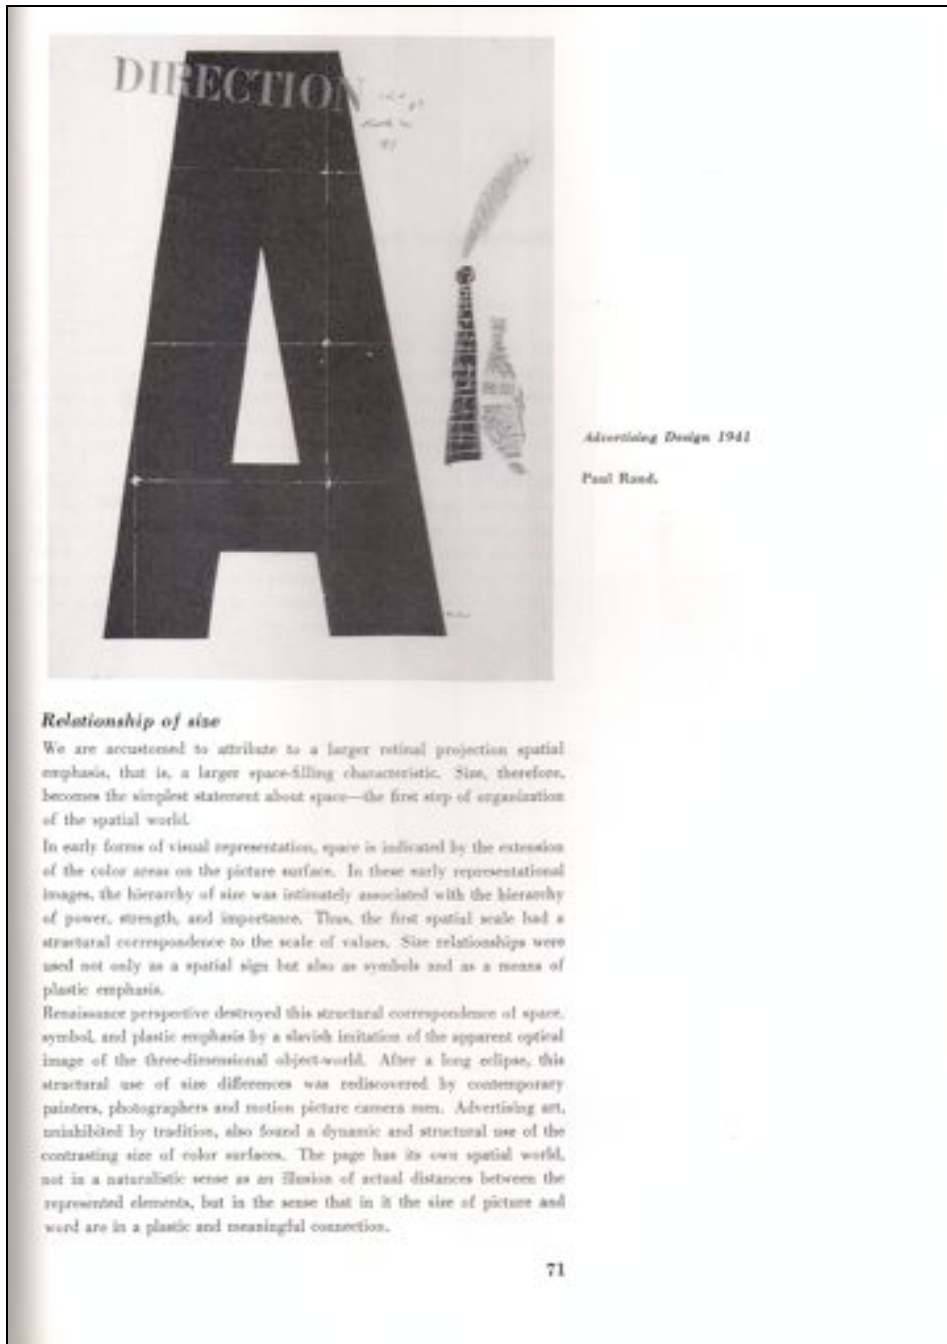 DIRECTION
Advertising Design 1941
Paul Rand.
Relationship of size
We are accustomed to attribute to a larger retinal projection spatial
emphasis, that is, a larger space-filling characteristic. Size, therefore,
becomes the simplest statement about space—the first step of organization
of the spatial world.
In early forms of visual representation, space is indicated by the extension
of the color areas on the picture surface. In these early representational
images, the hierarchy of size was intimately associated with the hierarchy
of power, strength, and importance. Thus, the first spatial scale had a
structural correspondence to the scale of values. Size relationships were
used not only as a spatial sign but also as symbols and as a means of
plastic emphasis.
Renaissance perspective destroyed this structural correspondence of space,
symbol, and plastic emphasis by a slavish imitation of the apparent optical
image of the three-dimensional object-world. After a long eclipse, this
structural use of size differences was rediscovered by contemporary
painters, photographers and motion picture camera men. Advertising art,
uninhibited by tradition, also found a dynamic and structural use of the
contrasting size of color surfaces. The page has its own spatial world,
not in a naturalistic sense as an illusion of actual distances between the
represented elements, but in the sense that in it the size of picture and
word are in a plastic and meaningful connection.
71
A